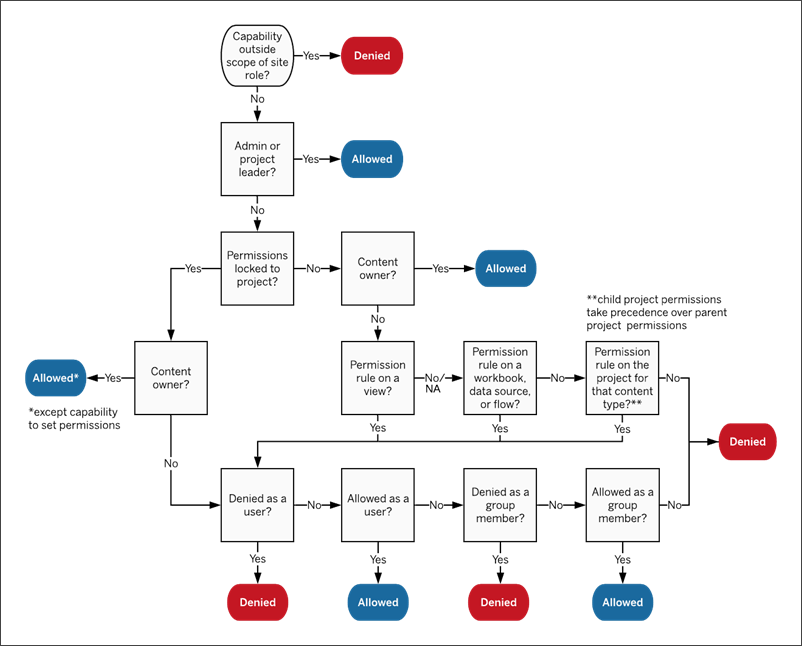 Capability
outside
scope of site
role?
Yes
Denied
No
Admin or
project
leader?
Yes
Allowed
No
Permissions
locked to
project?
Yes
No
Content
owner?
Yes
Allowed
No
**child project permissions
take precedence over parent
project permissions
Content
owner?
Yes
Allowed*
*except capability
to set permissions
No
Permission
rule on a
view?
No/
NA
Yes
Permission
rule on a
workbook,
data source,
or flow?
No
Yes
Permission
rule on the
project for
that content
type?**
No
Yes
Denied
Denied as a
user?
No
Yes
Denied
Allowed as a
user?
No
Yes
Allowed
Denied as a
group
member?
No
Yes
Denied
Allowed as a
group
member?
No
Yes
Allowed